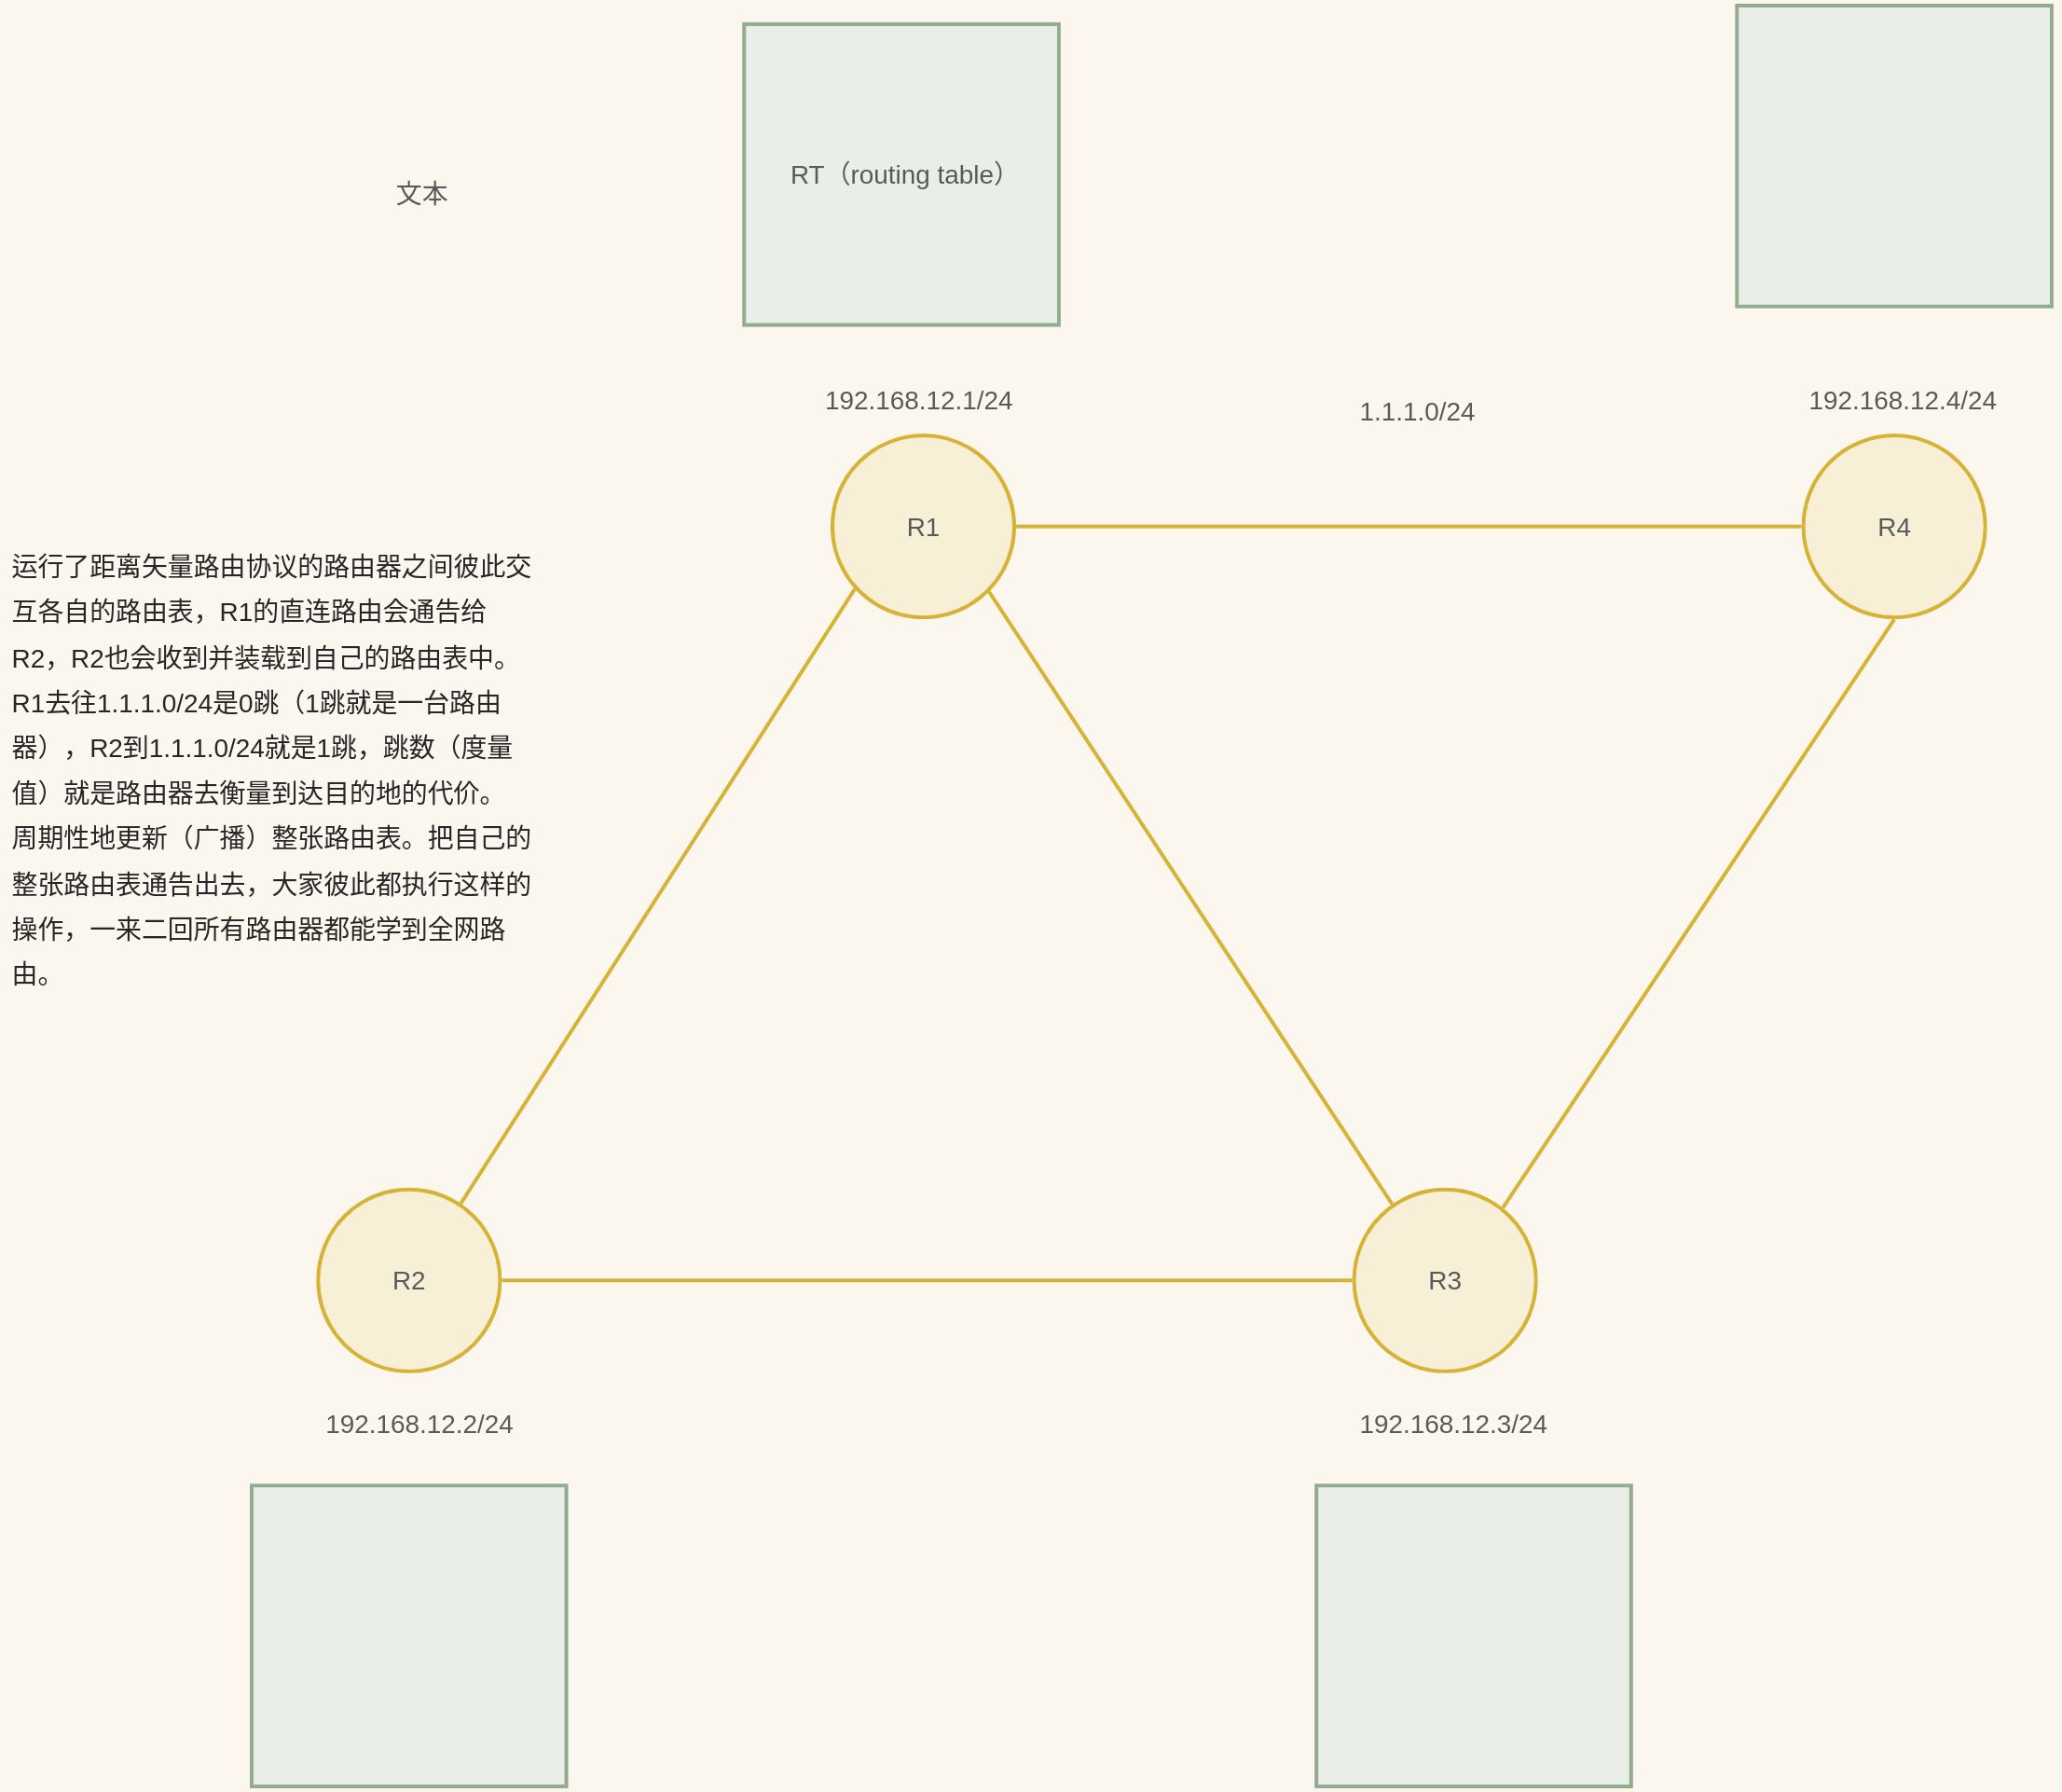 RT（routing table）
文本
192.168.12.1/24
1.1.1.0/24
192.168.12.4/24
R1
R4
运行了距离矢量路由协议的路由器之间彼此交
互各自的路由表，R1的直连路由会通告给
R2，R2也会收到并装载到自己的路由表中。
R1去往1.1.1.0/24是0跳（1跳就是一台路由
器），R2到1.1.1.0/24就是1跳，跳数（度量
值）就是路由器去衡量到达目的地的代价。
周期性地更新（广播）整张路由表。把自己的
整张路由表通告出去，大家彼此都执行这样的
操作，一来二回所有路由器都能学到全网路
由。
R2
R3
192.168.12.2/24
192.168.12.3/24